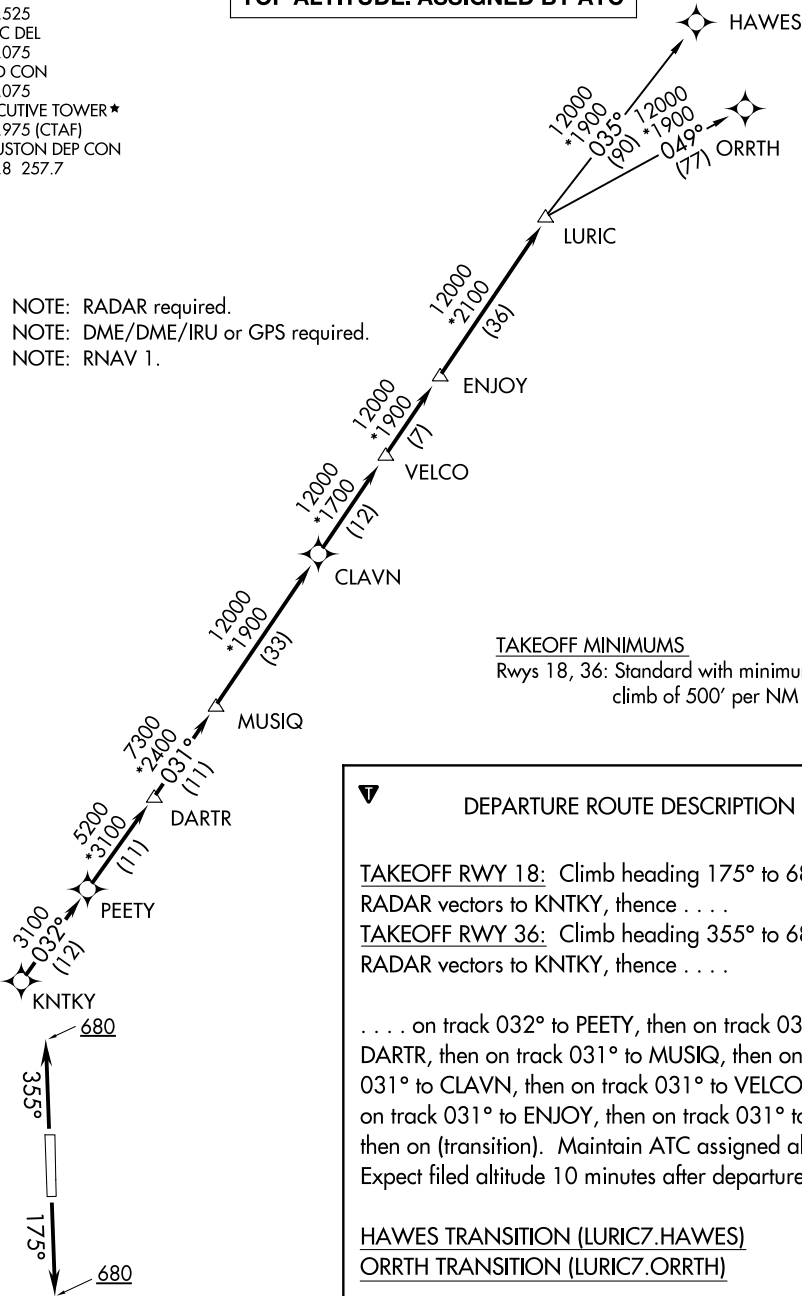 .525
C DEL
.075
D CON
.075
CUTIVE TOWER★
.975 (CTAF)
USTON DEP CON
.8 257.7
TOP ALTITUDE: ASSIGNED BY ATC
HAWES
12000
*1900
035°
(90)
12000
*1900
049°
(77)
ORRTH
LURIC
12000
*2100
(36)
NOTE: RADAR required.
NOTE: DME/DME/IRU or GPS required.
NOTE: RNAV 1.
ENJOY
12000
*1900
(7)
VELCO
12000
*1700
(12)
CLAVN
12000
*1900
(33)
TAKEOFF MINIMUMS
Rwys 18, 36: Standard with minimu
climb of 500' per NM
MUSIQ
7300
*2400
031°
(11)
DARTR
5200
*3100
(11)
PEETY
3100
032°
(12)
KNTKY
680
355°
175°
680
T
DEPARTURE ROUTE DESCRIPTION
TAKEOFF RWY 18: Climb heading 175° to 68
RADAR vectors to KNTKY, thence . . . .
TAKEOFF RWY 36: Climb heading 355° to 68
RADAR vectors to KNTKY, thence . . . .
. . . . on track 032° to PEETY, then on track 03
DARTR, then on track 031° to MUSIQ, then on
031° to CLAVN, then on track 031° to VELCO
on track 031° to ENJOY, then on track 031° to
then on (transition). Maintain ATC assigned al
Expect filed altitude 10 minutes after departure
HAWES TRANSITION (LURIC7.HAWES)
ORRTH TRANSITION (LURIC7.ORRTH)